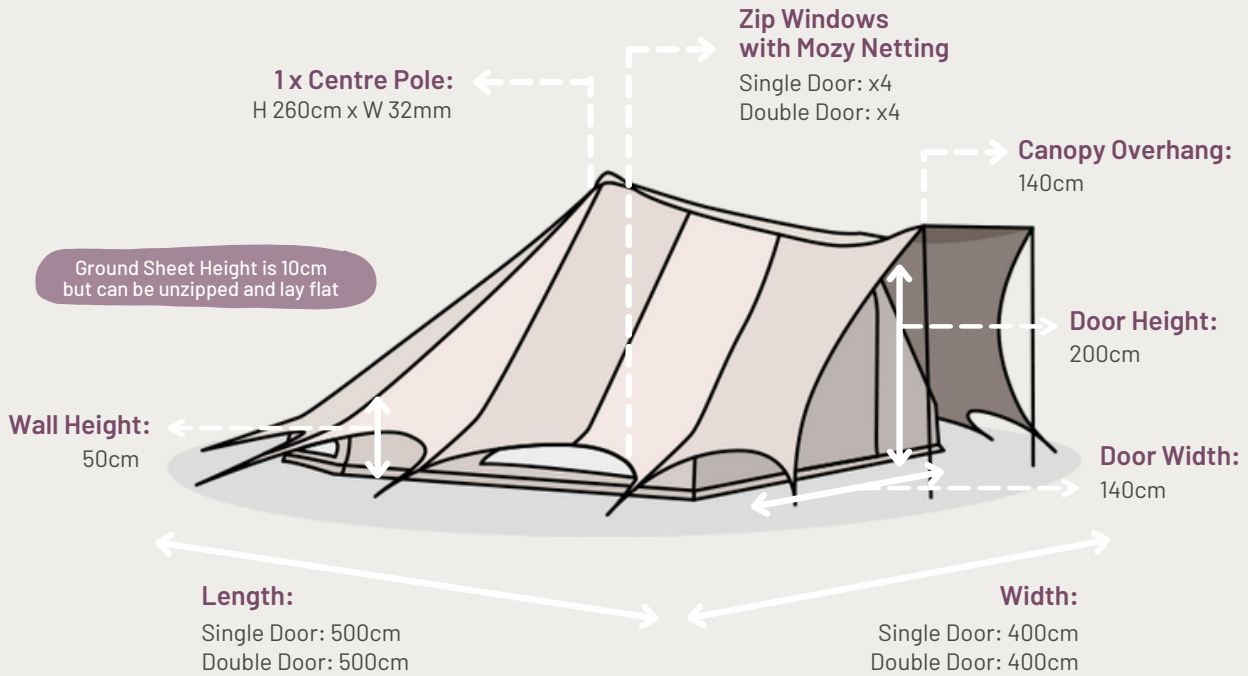 Zip Windows
with Mozy Netting
Single Door: x4
Double Door: x4
1 x Centre Pole:
H 260cm x W 32mm
Canopy Overhang:
140cm
Ground Sheet Height is 10cm
but can be unzipped and lay flat
Door Height:
200cm
Wall Height:
50cm
Door Width:
140cm
Length:
Single Door: 500cm
Double Door: 500cm
Width:
Single Door: 400cm
Double Door: 400cm